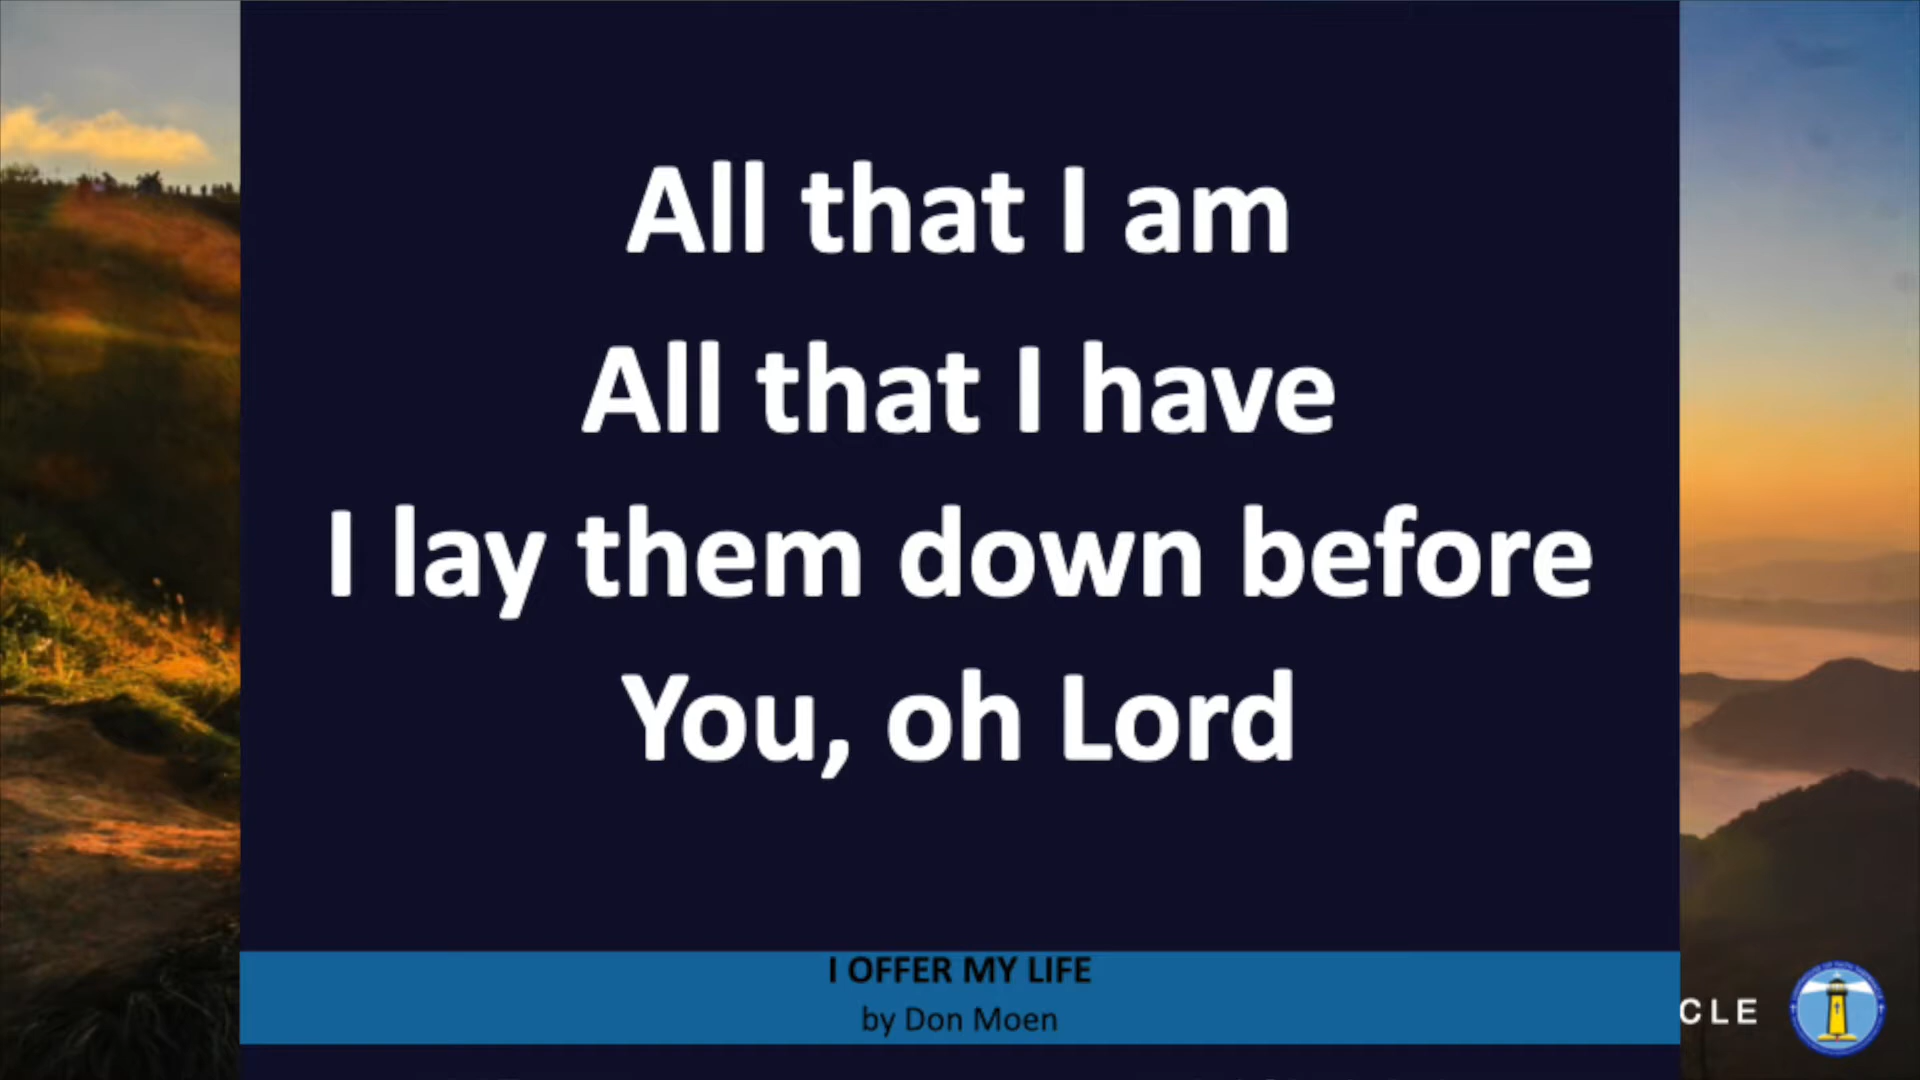 All that I am
All that I have
I lay them down before
You, oh Lord
I OFFER MY LIFE
by Don Moen
CLE